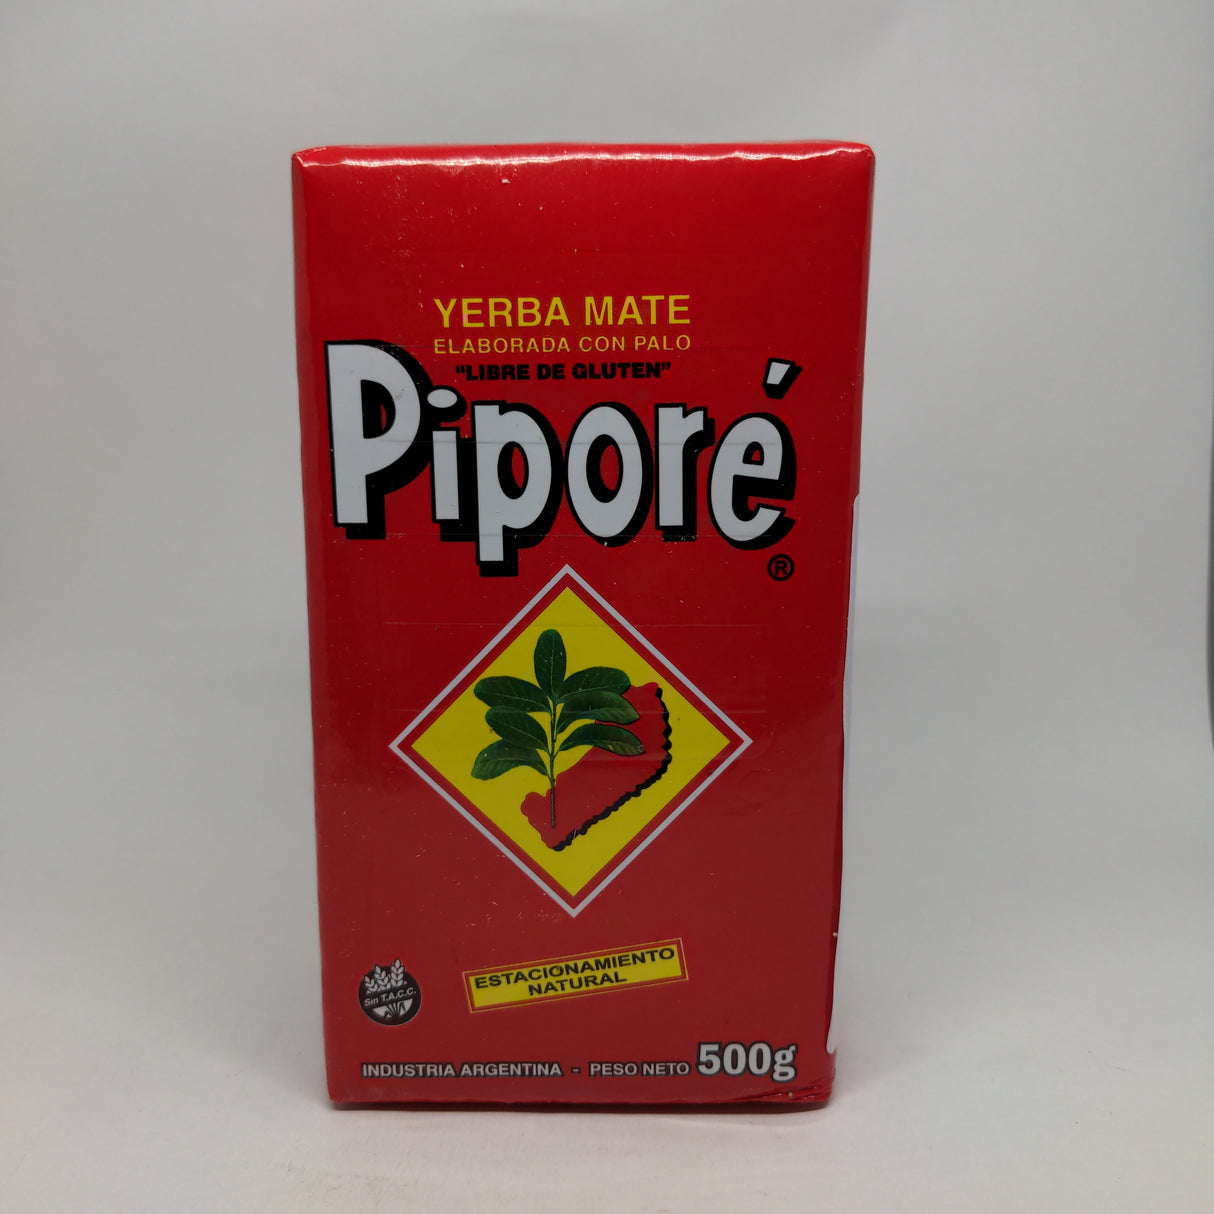 YERBA MATE
ELABORADA CON PALO
"LIBRE DE GLUTEN"
Piporé
®
ESTACIONAMIENTO
NATURAL
Sin T.A.C.C.
INDUSTRIA ARGENTINA - PESO NETO 500g